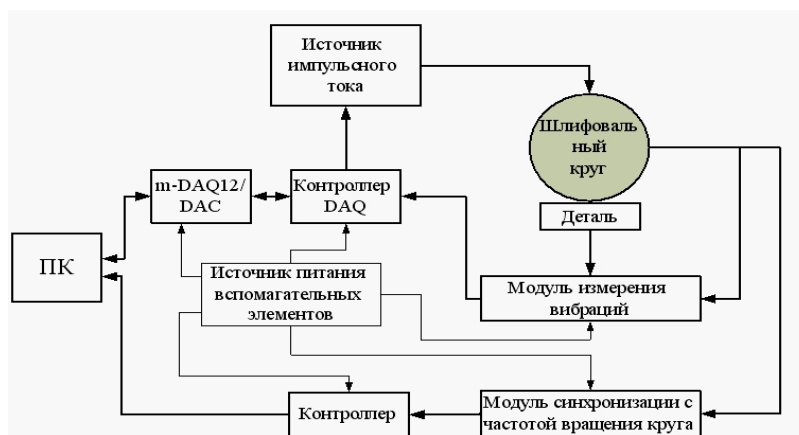 Источник
импульсного
тока
Шлифоваль
ный
круг
m-DAQ12/
DAC
Контроллер
DAQ
Деталь
ПК
Источник питания
вспомагательных
элементов
Модуль измерения
вибраций
Контроллер
Модуль синхронизации с
частотой вращения круга